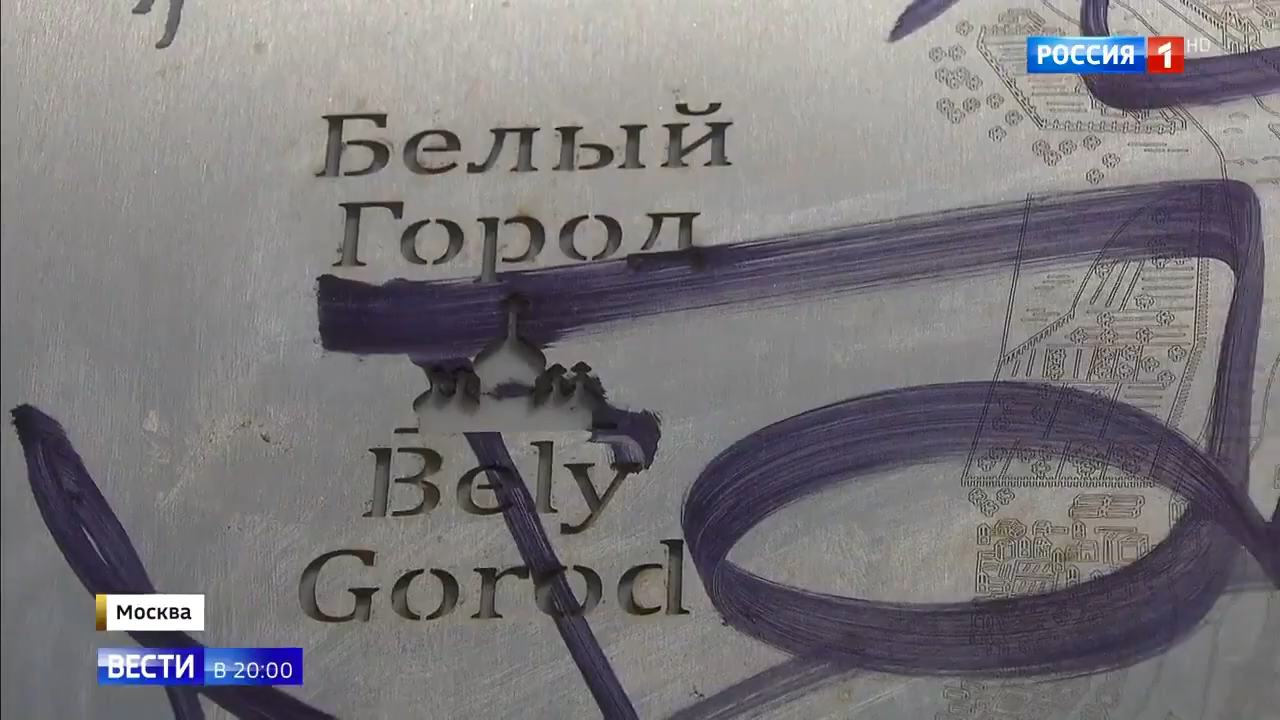 РОССИЯ 1 HD
Белый
Город
Bely
Gorod
Москва
ВЕСТИ В 20:00